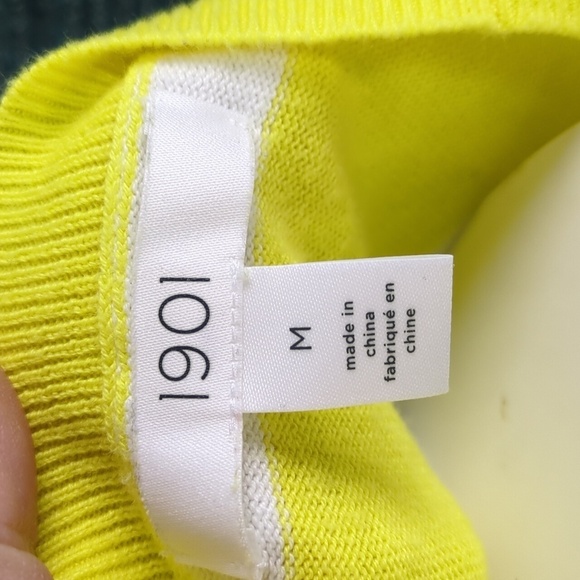 1901
M
made in
china
fabriqué en
chine